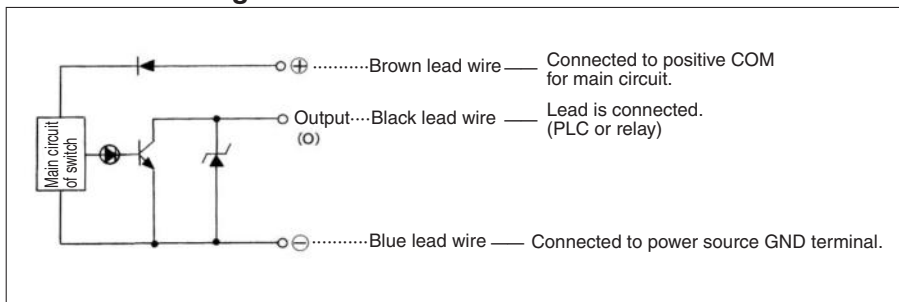 ⊕ ··········Brown lead wire —— Connected to positive COM
for main circuit.
Output····Black lead wire —— Lead is connected.
(O)
(PLC or relay)
Main circuit
of switch
⊖ ··········Blue lead wire —— Connected to power source GND terminal.